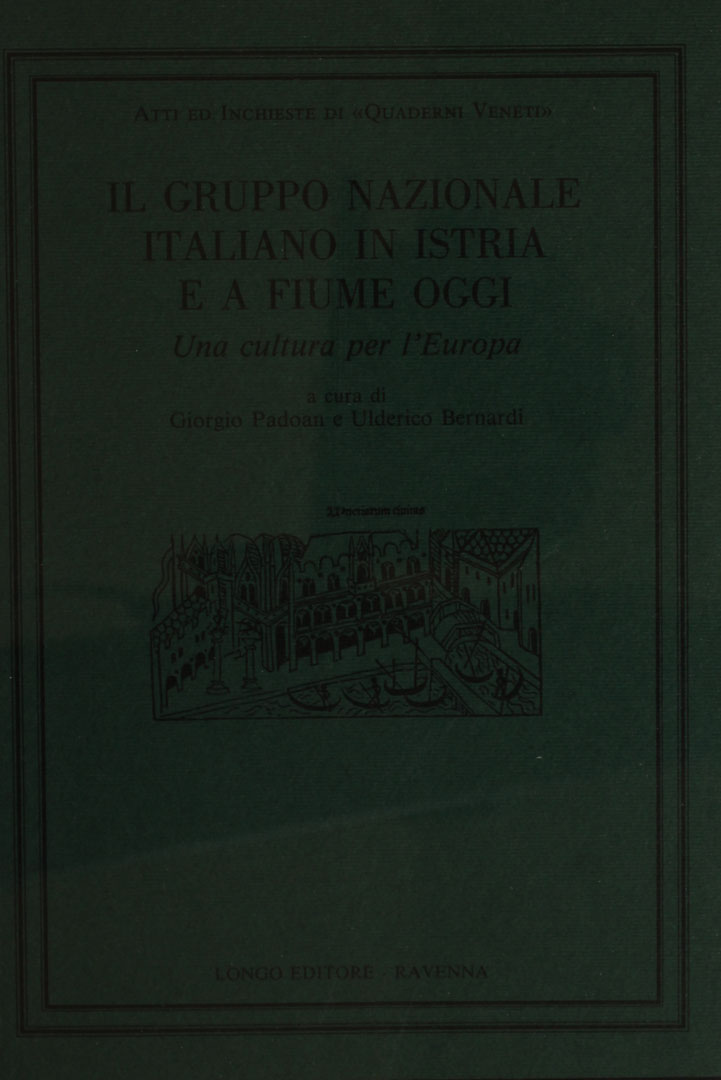 ATTI ED INCHIESTE DI «QUADERNI VENETI»
IL GRUPPO NAZIONALE
ITALIANO IN ISTRIA
E A FIUME OGGI
Una cultura per l'Europa
a cura di
Giorgio Padoan e Ulderico Bernardi
LONGO EDITORE - RAVENNA